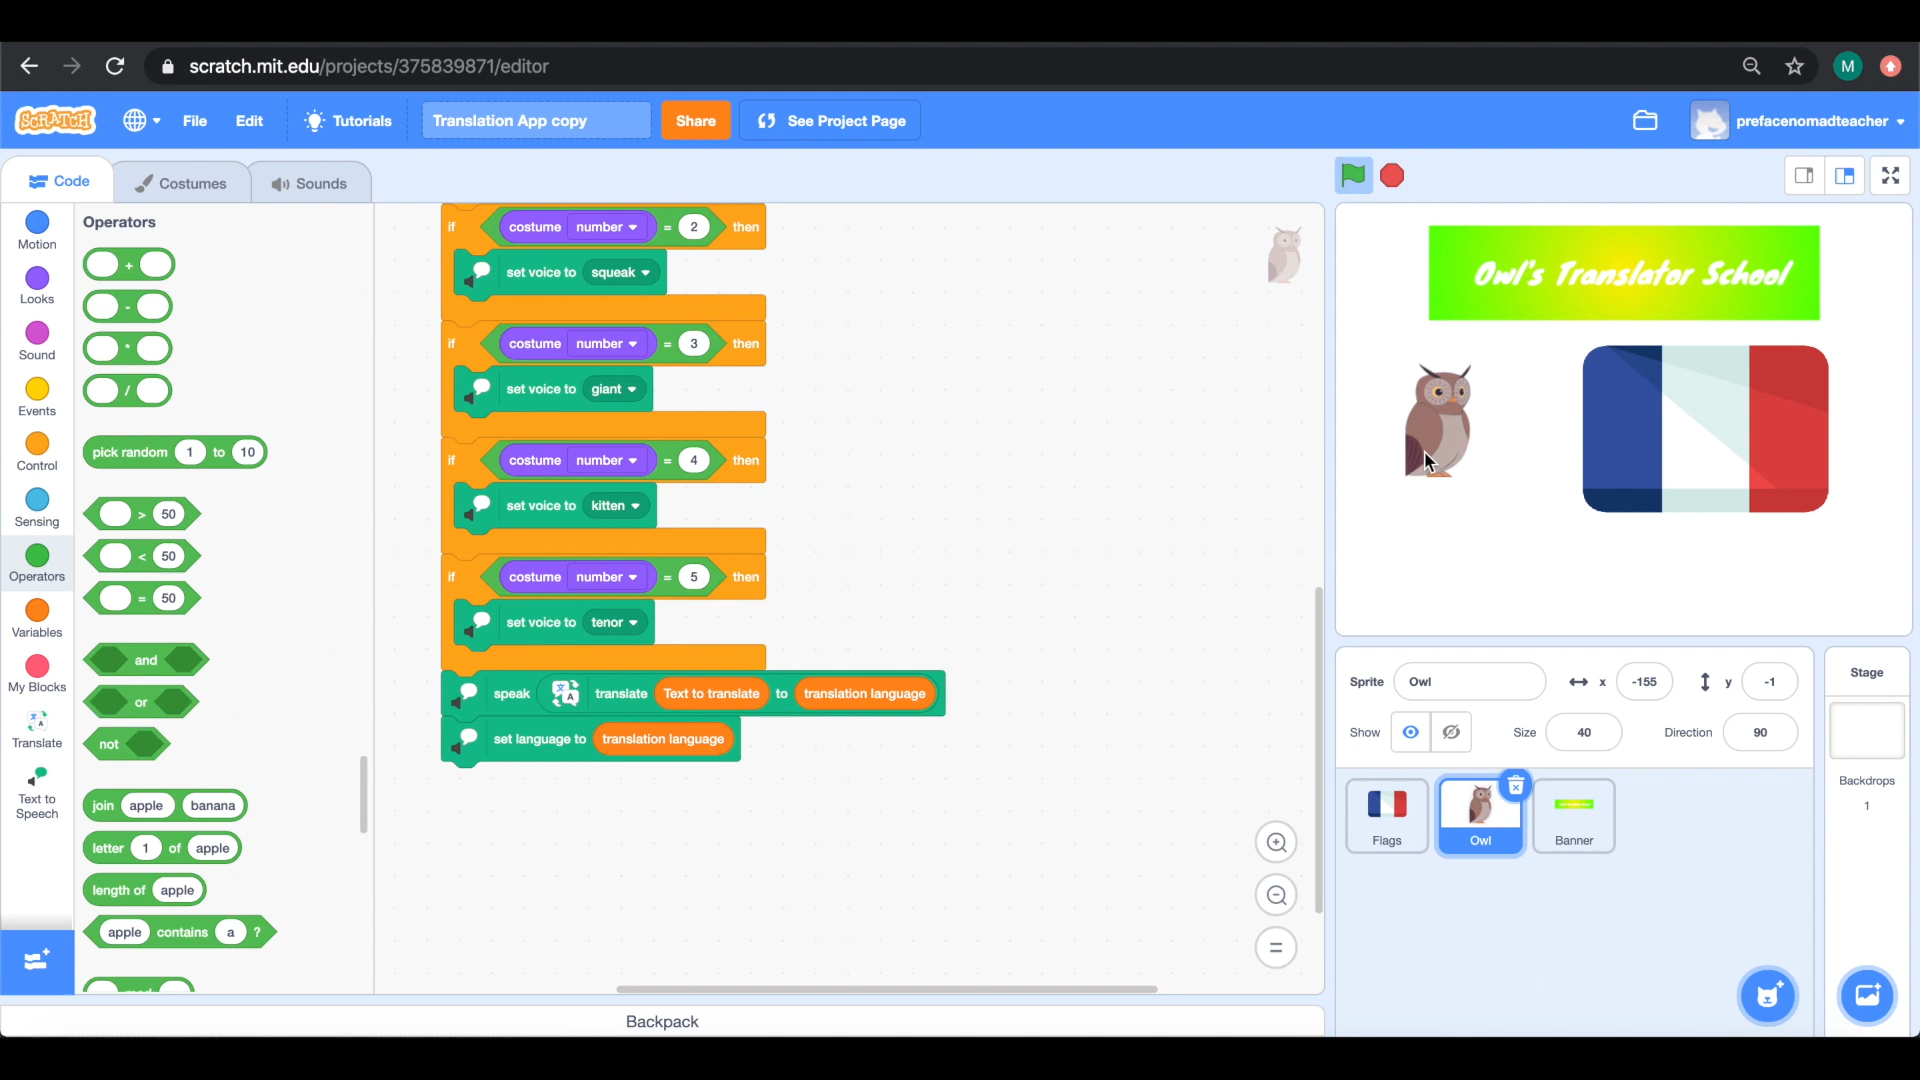 scratch.mit.edu/projects/375839871/editor
M
SCRATCH File Edit Tutorials Translation App copy Share See Project Page prefacenomadteacher
Code Costumes Sounds
Motion
Looks
Sound
Events
Control
Sensing
Operators
Variables
My Blocks
Translate
Text to
Speech
Operators
+
-
*
/
pick random 1 to 10
> 50
< 50
= 50
and
or
not
join apple banana
letter 1 of apple
length of apple
apple contains a ?
mod
if costume number = 2 then
set voice to squeak
if costume number = 3 then
set voice to giant
if costume number = 4 then
set voice to kitten
if costume number = 5 then
set voice to tenor
speak translate Text to translate to translation language
set language to translation language
Backpack
Owl's Translator School
Sprite Owl x -155 y -1
Show Size 40 Direction 90
Flags
Owl
Banner
Stage
Backdrops
1